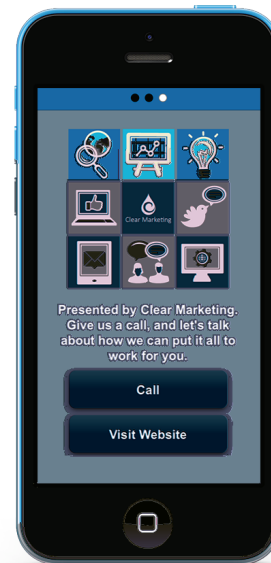 Clear Marketing
Presented by Clear Marketing.
Give us a call, and let's talk
about how we can put it all to
work for you.
Call
Visit Website